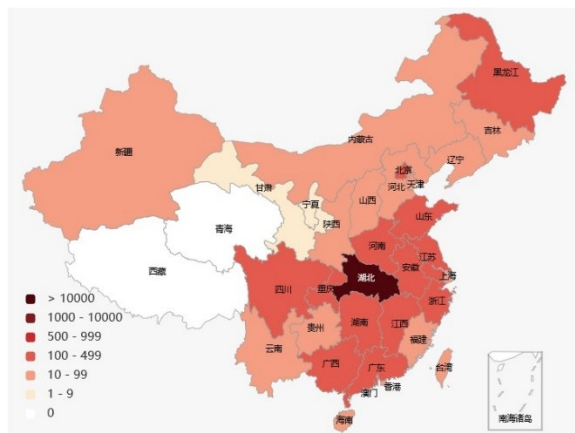 黑龙江
吉林
内蒙古
新疆
辽宁
北京
天津
河北
甘肃
山西
宁夏
山东
陕西
青海
河南
江苏
安徽
西藏
上海
湖北
四川
重庆
浙江
湖南
江西
贵州
福建
云南
台湾
广西
广东
香港
澳门
海南
南海诸岛
> 10000
1000 - 10000
500 - 999
100 - 499
10 - 99
1 - 9
0